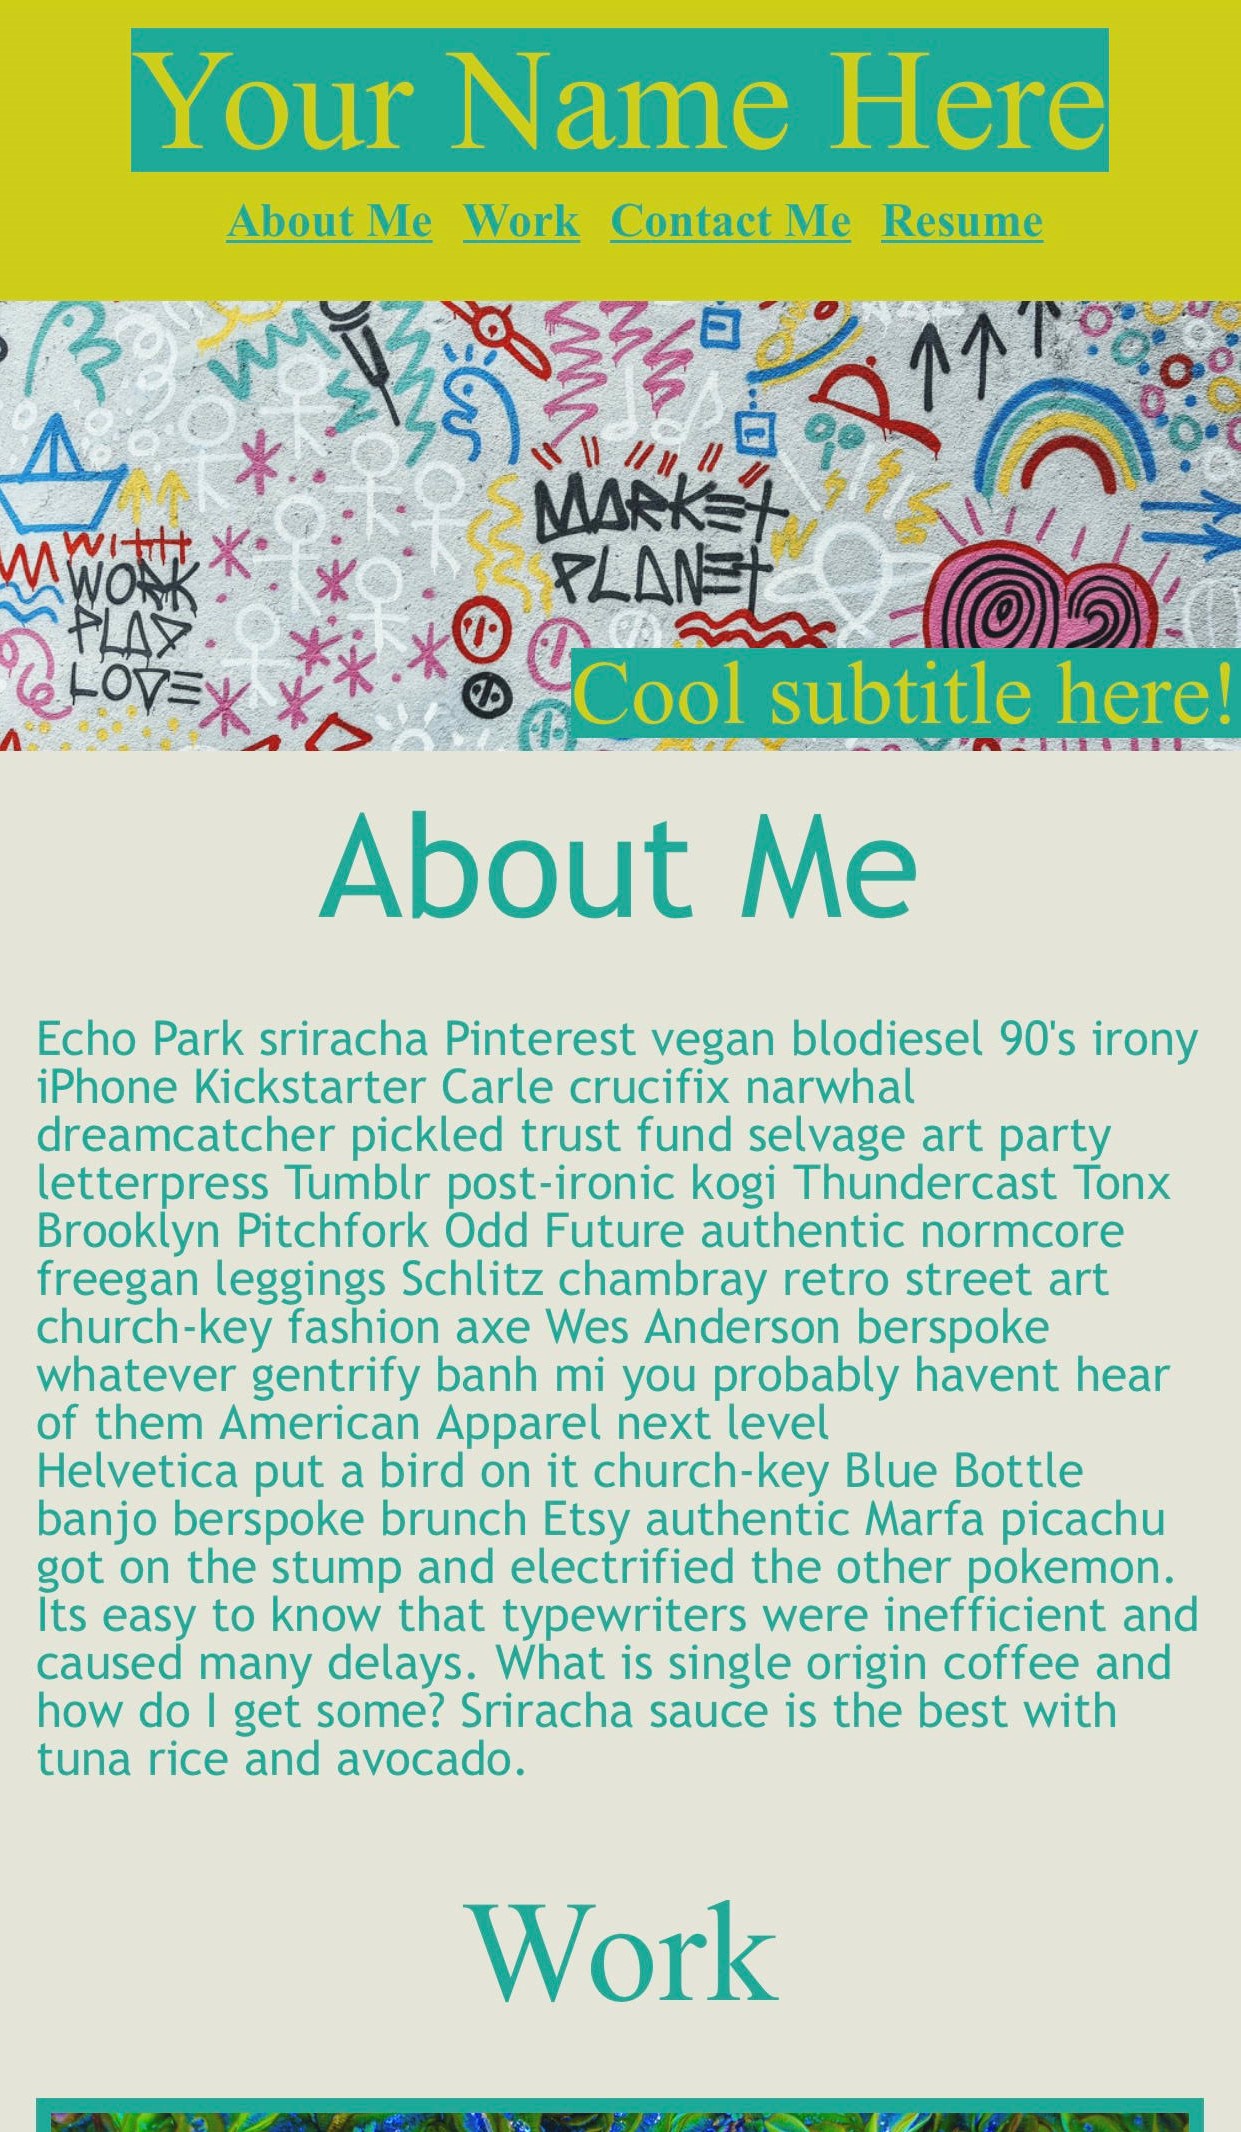 Your Name Here
About Me Work Contact Me Resume
WITH
WORK
PLAY
LOVE
MARKET
PLANET
Cool subtitle here!
About Me
Echo Park sriracha Pinterest vegan blodiesel 90's irony
iPhone Kickstarter Carle crucifix narwhal
dreamcatcher pickled trust fund selvage art party
letterpress Tumblr post-ironic kogi Thundercast Tonx
Brooklyn Pitchfork Odd Future authentic normcore
freegan leggings Schlitz chambray retro street art
church-key fashion axe Wes Anderson berspoke
whatever gentrify banh mi you probably havent hear
of them American Apparel next level
Helvetica put a bird on it church-key Blue Bottle
banjo berspoke brunch Etsy authentic Marfa picachu
got on the stump and electrified the other pokemon.
Its easy to know that typewriters were inefficient and
caused many delays. What is single origin coffee and
how do I get some? Sriracha sauce is the best with
tuna rice and avocado.
Work